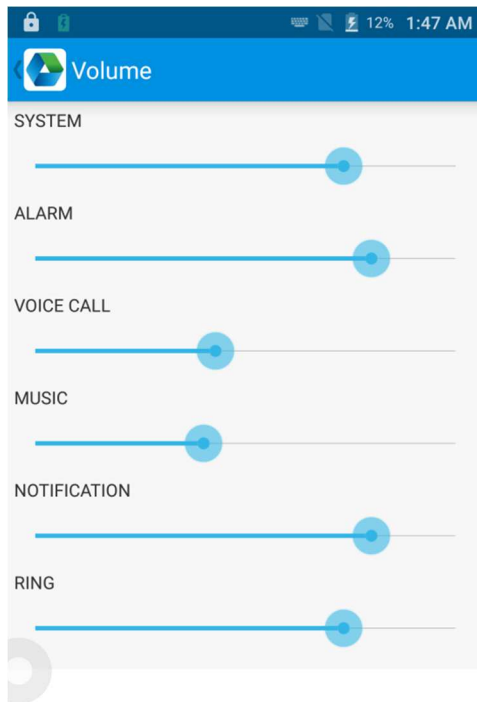 12% 1:47 AM
Volume
SYSTEM
ALARM
VOICE CALL
MUSIC
NOTIFICATION
RING